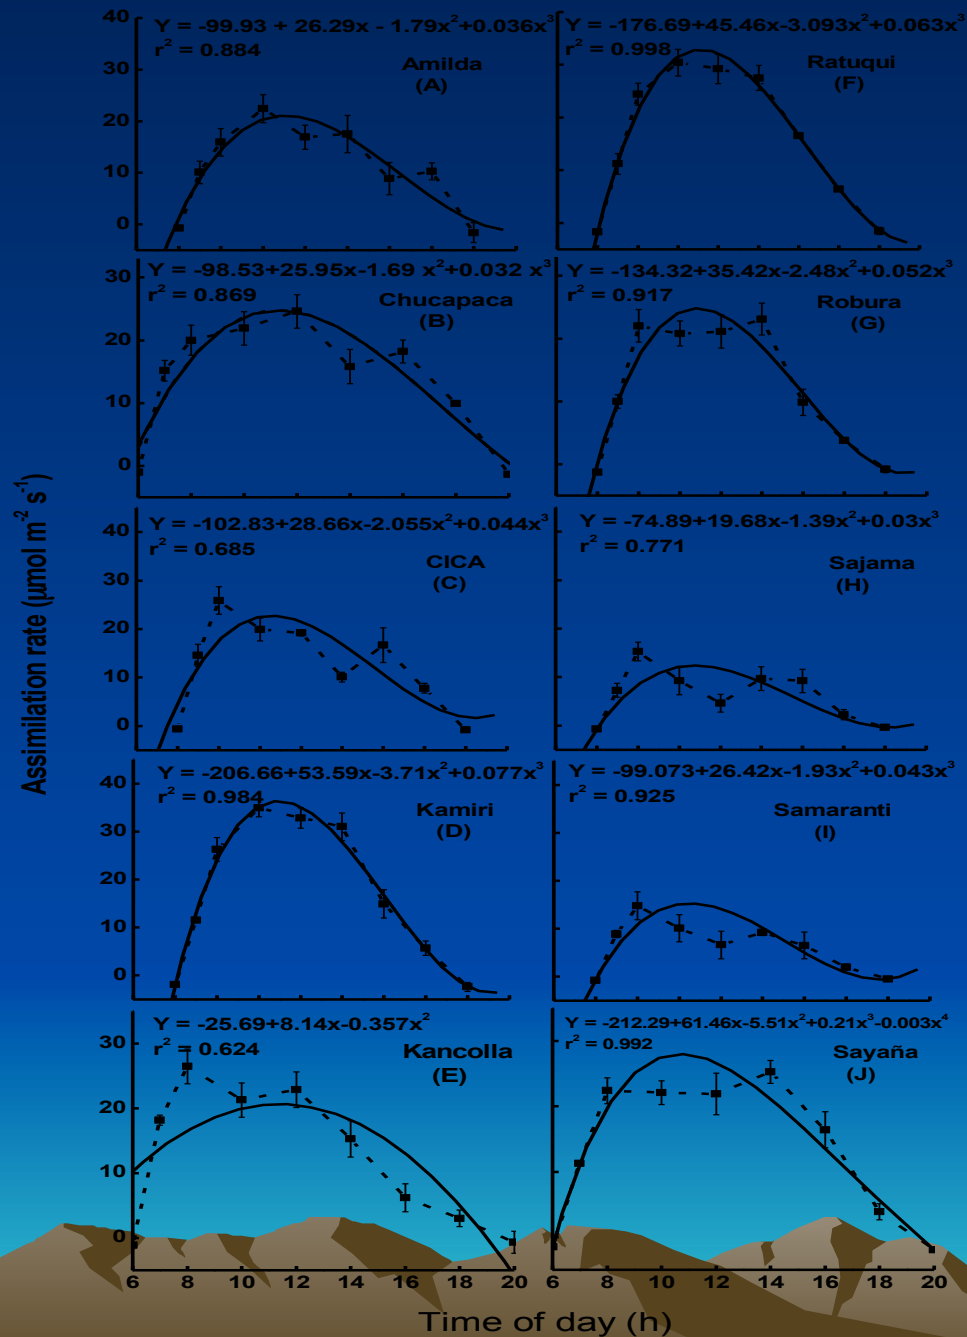 Y = -99.93 + 26.29x - 1.79x²+0.036x³
r² = 0.884
Amilda
(A)
40
30
20
10
0
Y = -176.69+45.46x-3.093x²+0.063x³
r² = 0.998
Ratuqui
(F)
Y = -98.53+25.95x-1.69 x²+0.032 x³
r² = 0.869
Chucapaca
(B)
30
20
10
0
Y = -134.32+35.42x-2.48x²+0.052x³
r² = 0.917
Robura
(G)
Y = -102.83+28.66x-2.055x²+0.044x³
r² = 0.685
CICA
(C)
40
30
20
10
0
Y = -74.89+19.68x-1.39x²+0.03x³
r² = 0.771
Sajama
(H)
Y = -206.66+53.59x-3.71x²+0.077x³
r² = 0.984
Kamiri
(D)
40
30
20
10
0
Y = -99.073+26.42x-1.93x²+0.043x³
r² = 0.925
Samaranti
(I)
Y = -25.69+8.14x-0.357x²
r² = 0.624
Kancolla
(E)
30
20
10
0
Y = -212.29+61.46x-5.51x²+0.21x³-0.003x⁴
r² = 0.992
Sayaña
(J)
6 8 10 12 14 16 18 20
6 8 10 12 14 16 18 20
Assimilation rate (µmol m⁻² s⁻¹)
Time of day (h)